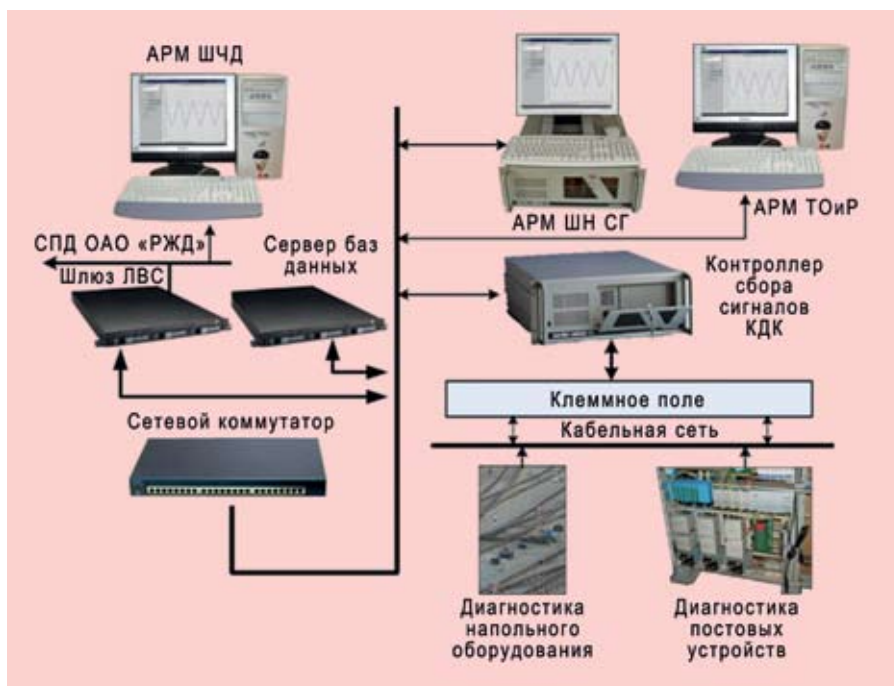 АРМ ШЧД
АРМ ШН СГ
АРМ ТОиР
СПД ОАО «РЖД»
Шлюз ЛВС
Сервер баз
данных
Контроллер
сбора
сигналов
КДК
Клеммное поле
Кабельная сеть
Сетевой коммутатор
Диагностика
напольного
оборудования
Диагностика
постовых
устройств